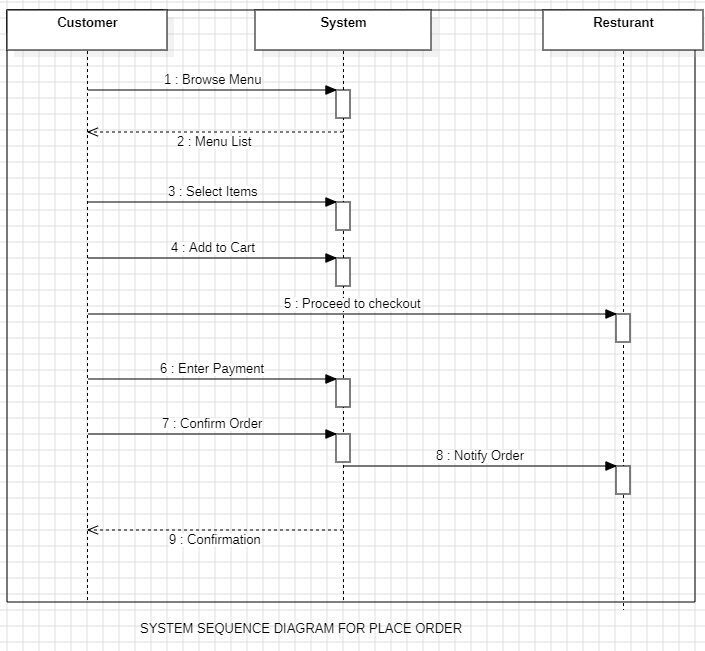 Customer
System
Resturant
1 : Browse Menu
2 : Menu List
3 : Select Items
4 : Add to Cart
5 : Proceed to checkout
6 : Enter Payment
7 : Confirm Order
8 : Notify Order
9 : Confirmation
SYSTEM SEQUENCE DIAGRAM FOR PLACE ORDER